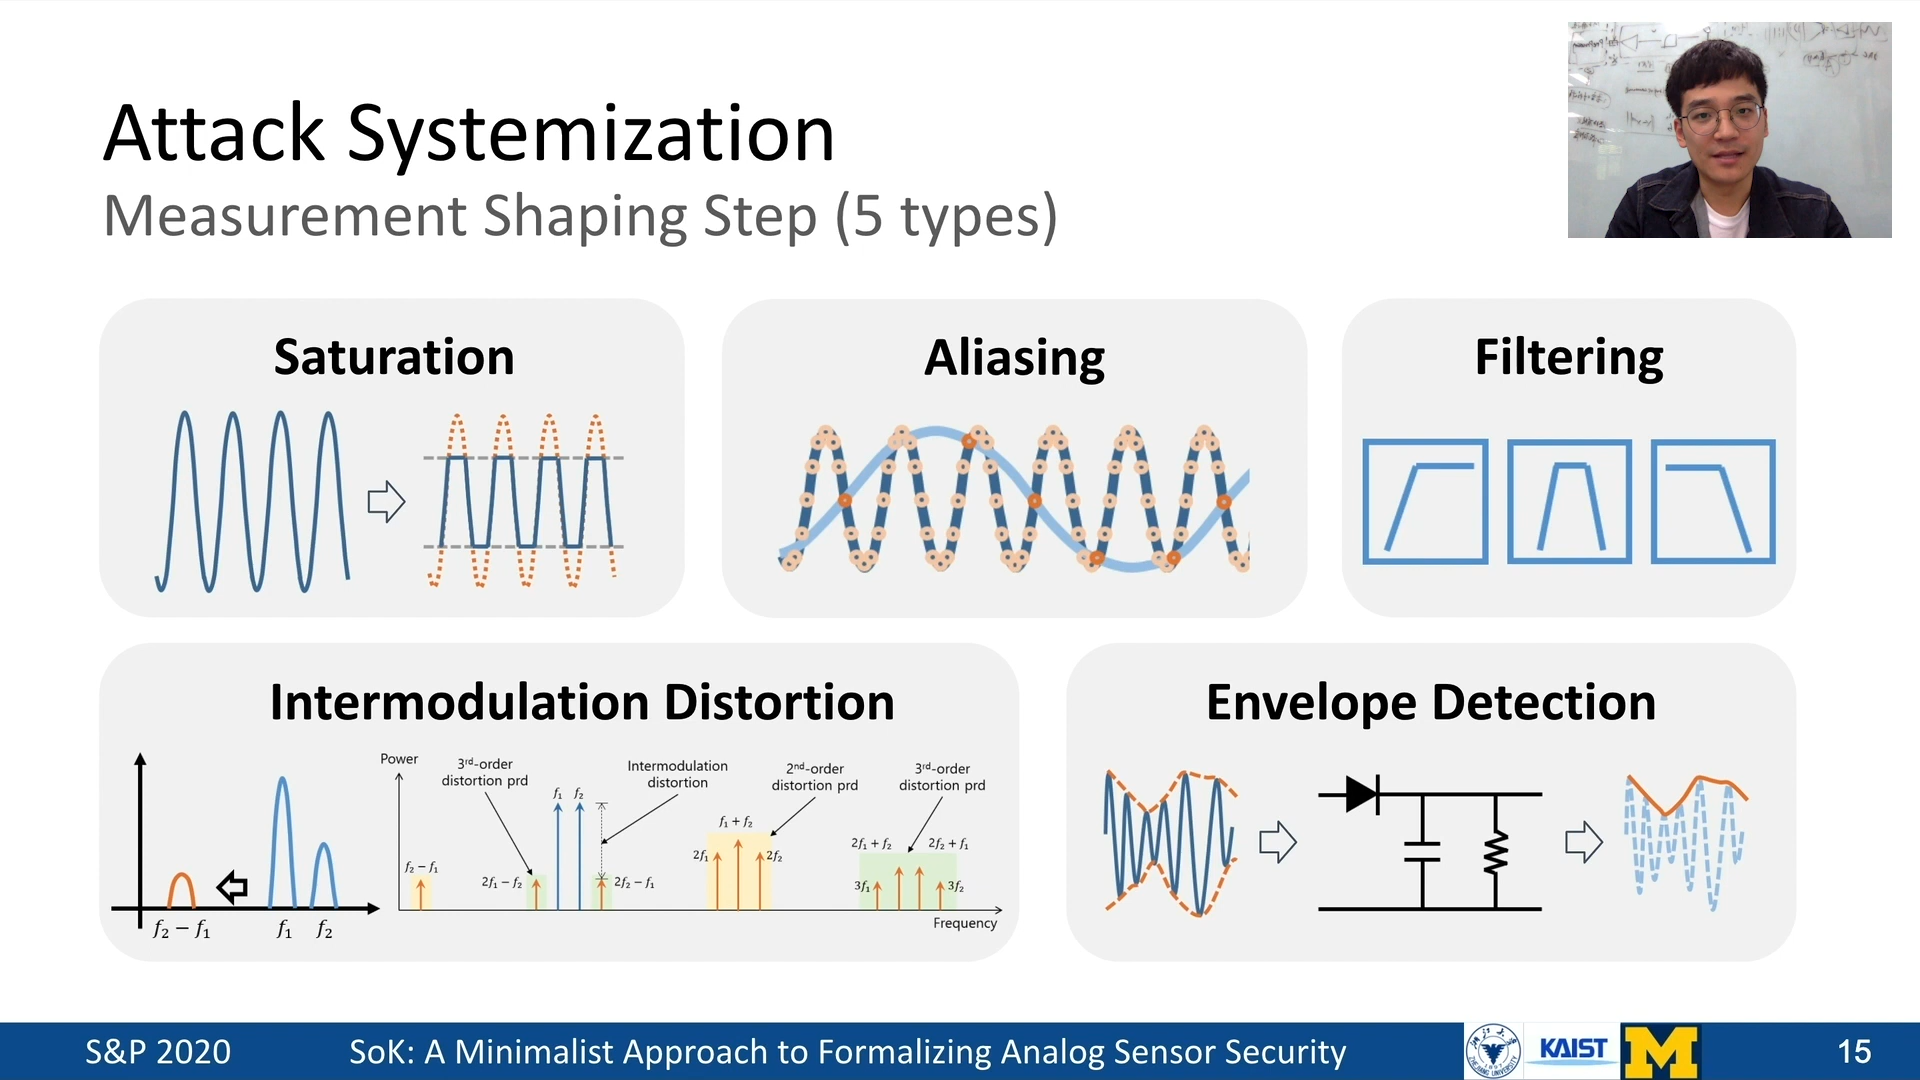 Attack Systemization
Measurement Shaping Step (5 types)
Saturation
Aliasing
Filtering
Intermodulation Distortion
f₂ − f₁
f₁
f₂
Power
3rd-order
distortion prd
Intermodulation
distortion
2nd-order
distortion prd
3rd-order
distortion prd
f₁ f₂
f₁ + f₂
f₂ − f₁
2f₁ − f₂
2f₂ − f₁
2f₁
2f₂
2f₁ + f₂
2f₂ + f₁
3f₁
3f₂
Frequency
Envelope Detection
S&P 2020
SoK: A Minimalist Approach to Formalizing Analog Sensor Security
ZHEJIANG UNIVERSITY
1897
KAIST
M
15